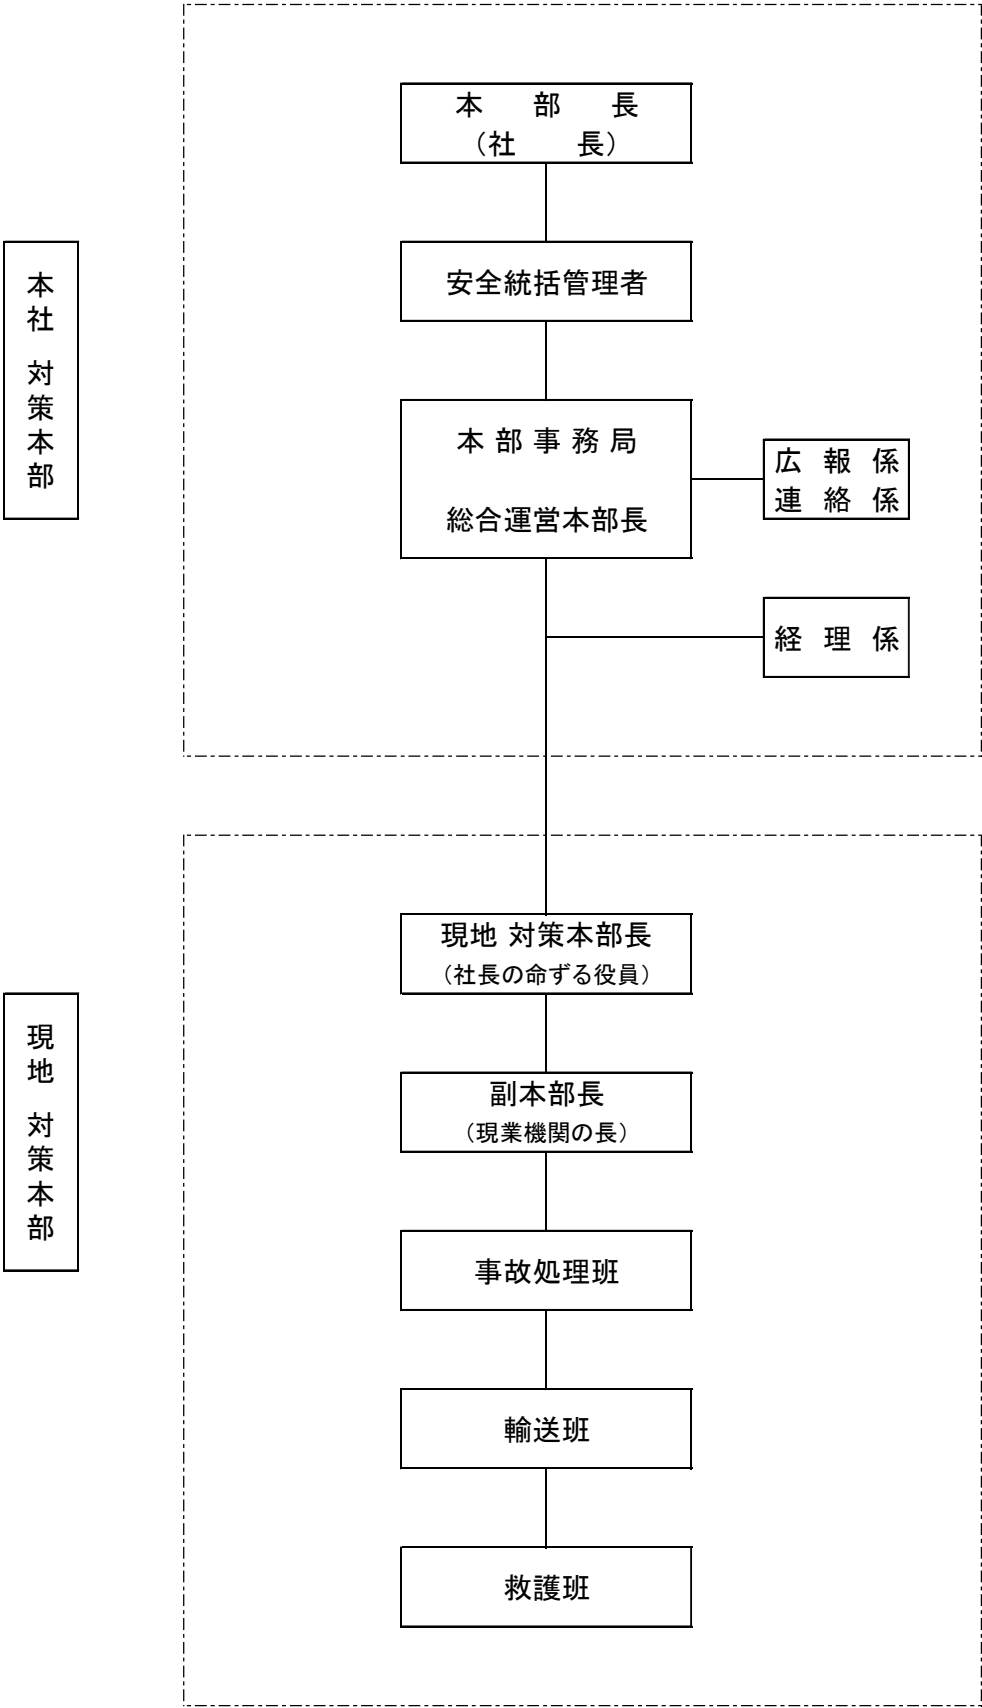 本部長
（社長）
本社 対策本部
安全統括管理者
本部事務局
総合運営本部長
広報係
連絡係
経理係
現地 対策本部長
（社長の命ずる役員）
現地 対策本部
副本部長
（現業機関の長）
事故処理班
輸送班
救護班